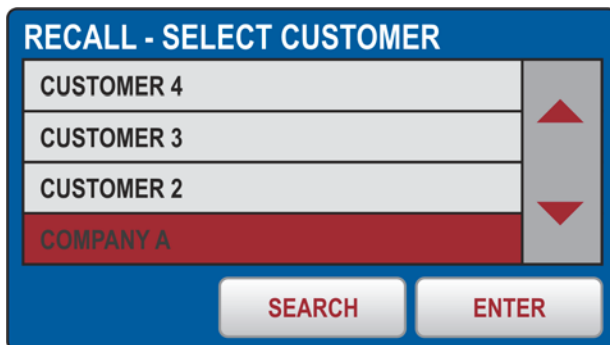 RECALL - SELECT CUSTOMER
CUSTOMER 4
CUSTOMER 3
CUSTOMER 2
COMPANY A
SEARCH
ENTER